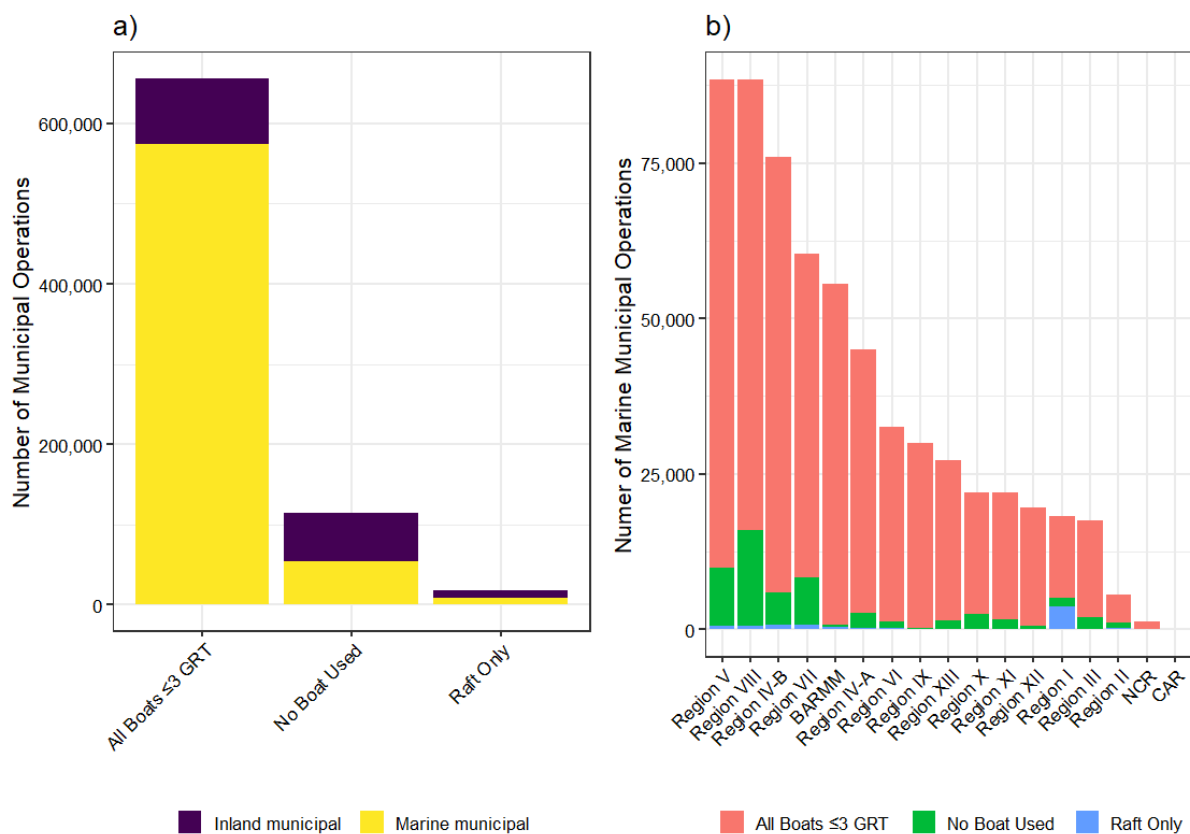 a)
Number of Municipal Operations
600,000
400,000
200,000
0
All Boats ≤3 GRT
No Boat Used
Raft Only
Inland municipal
Marine municipal
b)
Numer of Marine Municipal Operations
75,000
50,000
25,000
0
Region V
Region VIII
Region IV-B
Region VII
BARMM
Region IV-A
Region VI
Region IX
Region XIII
Region X
Region XI
Region XII
Region I
Region III
Region II
NCR
CAR
All Boats ≤3 GRT
No Boat Used
Raft Only